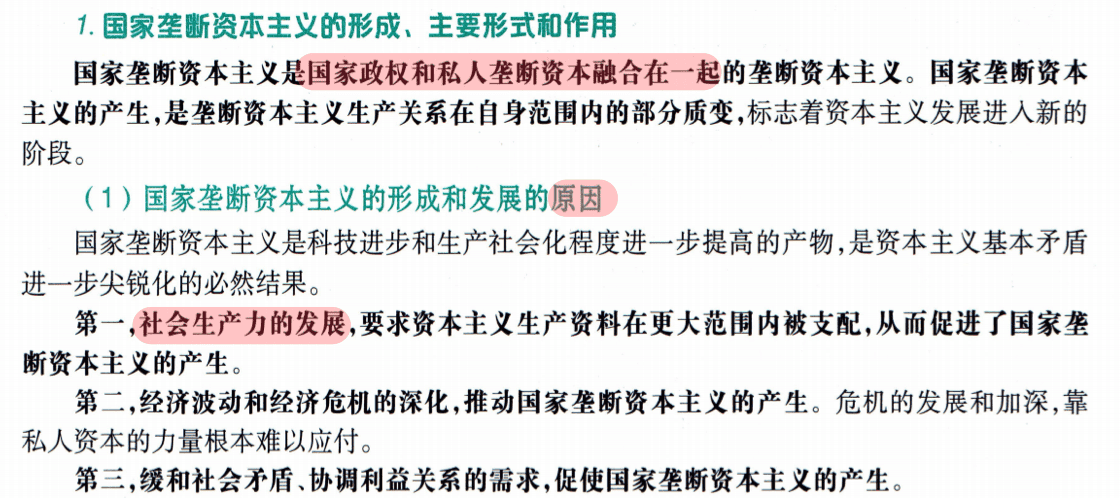 1. 国家垄断资本主义的形成、主要形式和作用
国家垄断资本主义是国家政权和私人垄断资本融合在一起的垄断资本主义。国家垄断资本
主义的产生,是垄断资本主义生产关系在自身范围内的部分质变,标志着资本主义发展进入新的
阶段。
（1）国家垄断资本主义的形成和发展的原因
国家垄断资本主义是科技进步和生产社会化程度进一步提高的产物,是资本主义基本矛盾
进一步尖锐化的必然结果。
第一,社会生产力的发展,要求资本主义生产资料在更大范围内被支配,从而促进了国家垄
断资本主义的产生。
第二,经济波动和经济危机的深化,推动国家垄断资本主义的产生。危机的发展和加深,靠
私人资本的力量根本难以应付。
第三,缓和社会矛盾、协调利益关系的需求,促使国家垄断资本主义的产生。